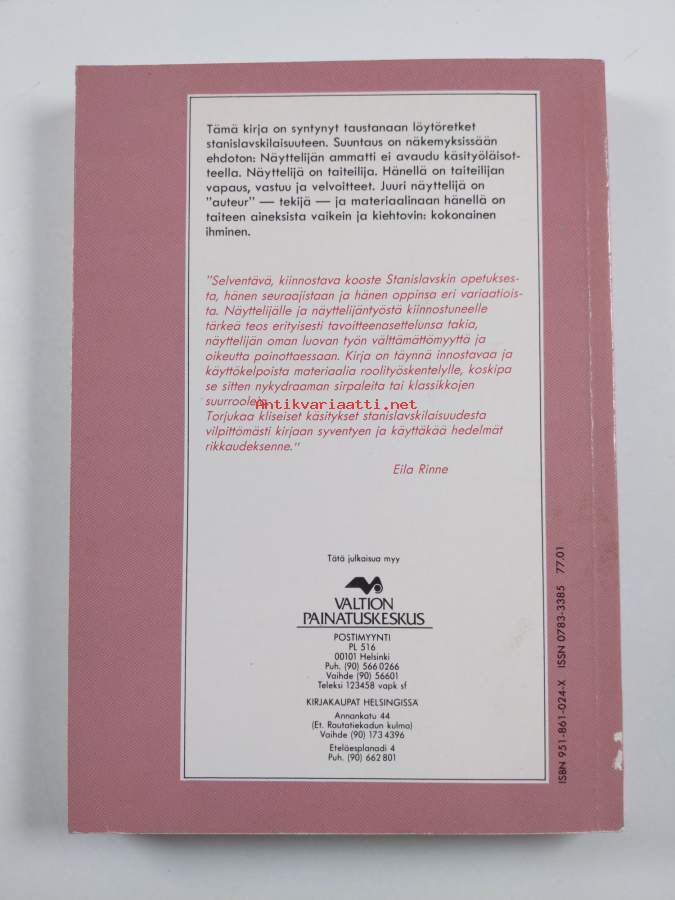 Tämä kirja on syntynyt taustanaan löytöretket
stanislavskilaisuuteen. Suuntaus on näkemyksissään
ehdoton: Näyttelijän ammatti ei avaudu käsityöläisot-
teella. Näyttelijä on taiteilija. Hänellä on taiteilijan
vapaus, vastuu ja velvoitteet. Juuri näyttelijä on
"auteur" — tekijä — ja materiaalinaan hänellä on
taiteen aineksista vaikein ja kiehtovin: kokonainen
ihminen.
"Selventävä, kiinnostava kooste Stanislavskin opetukses-
ta, hänen seuraajistaan ja hänen oppinsa eri variaatiois-
ta. Näyttelijälle ja näyttelijäntyöstä kiinnostuneelle
tärkeä teos erityisesti tavoitteenasettelunsa takia,
näyttelijän oman luovan työn välttämättömyyttä ja
oikeutta painottaessaan. Kirja on täynnä innostavaa ja
käyttökelpoista materiaalia roolityöskentelylle, koskipa
se sitten nykydraaman sirpaleita tai klassikkojen
suurrooleja.
Antikvariaatti.net
Torjukaa kliseiset käsitykset stanislavskilaisuudesta
vilpittömästi kirjaan syventyen ja käyttäkää hedelmät
rikkaudeksenne."
Eila Rinne
Tätä julkaisua myy
VALTION
PAINATUSKESKUS
POSTIMYYNTI
PL 516
00101 Helsinki
Puh. (90) 566 0266
Vaihde (90) 56601
Teleksi 123458 vapk sf
KIRJAKAUPAT HELSINGISSÄ
Annankatu 44
(Et. Rautatiekadun kulma)
Vaihde (90) 173 4396
Eteläesplanadi 4
Puh. (90) 662 801
ISBN 951-861-024-X ISSN 0783-3385 77.01